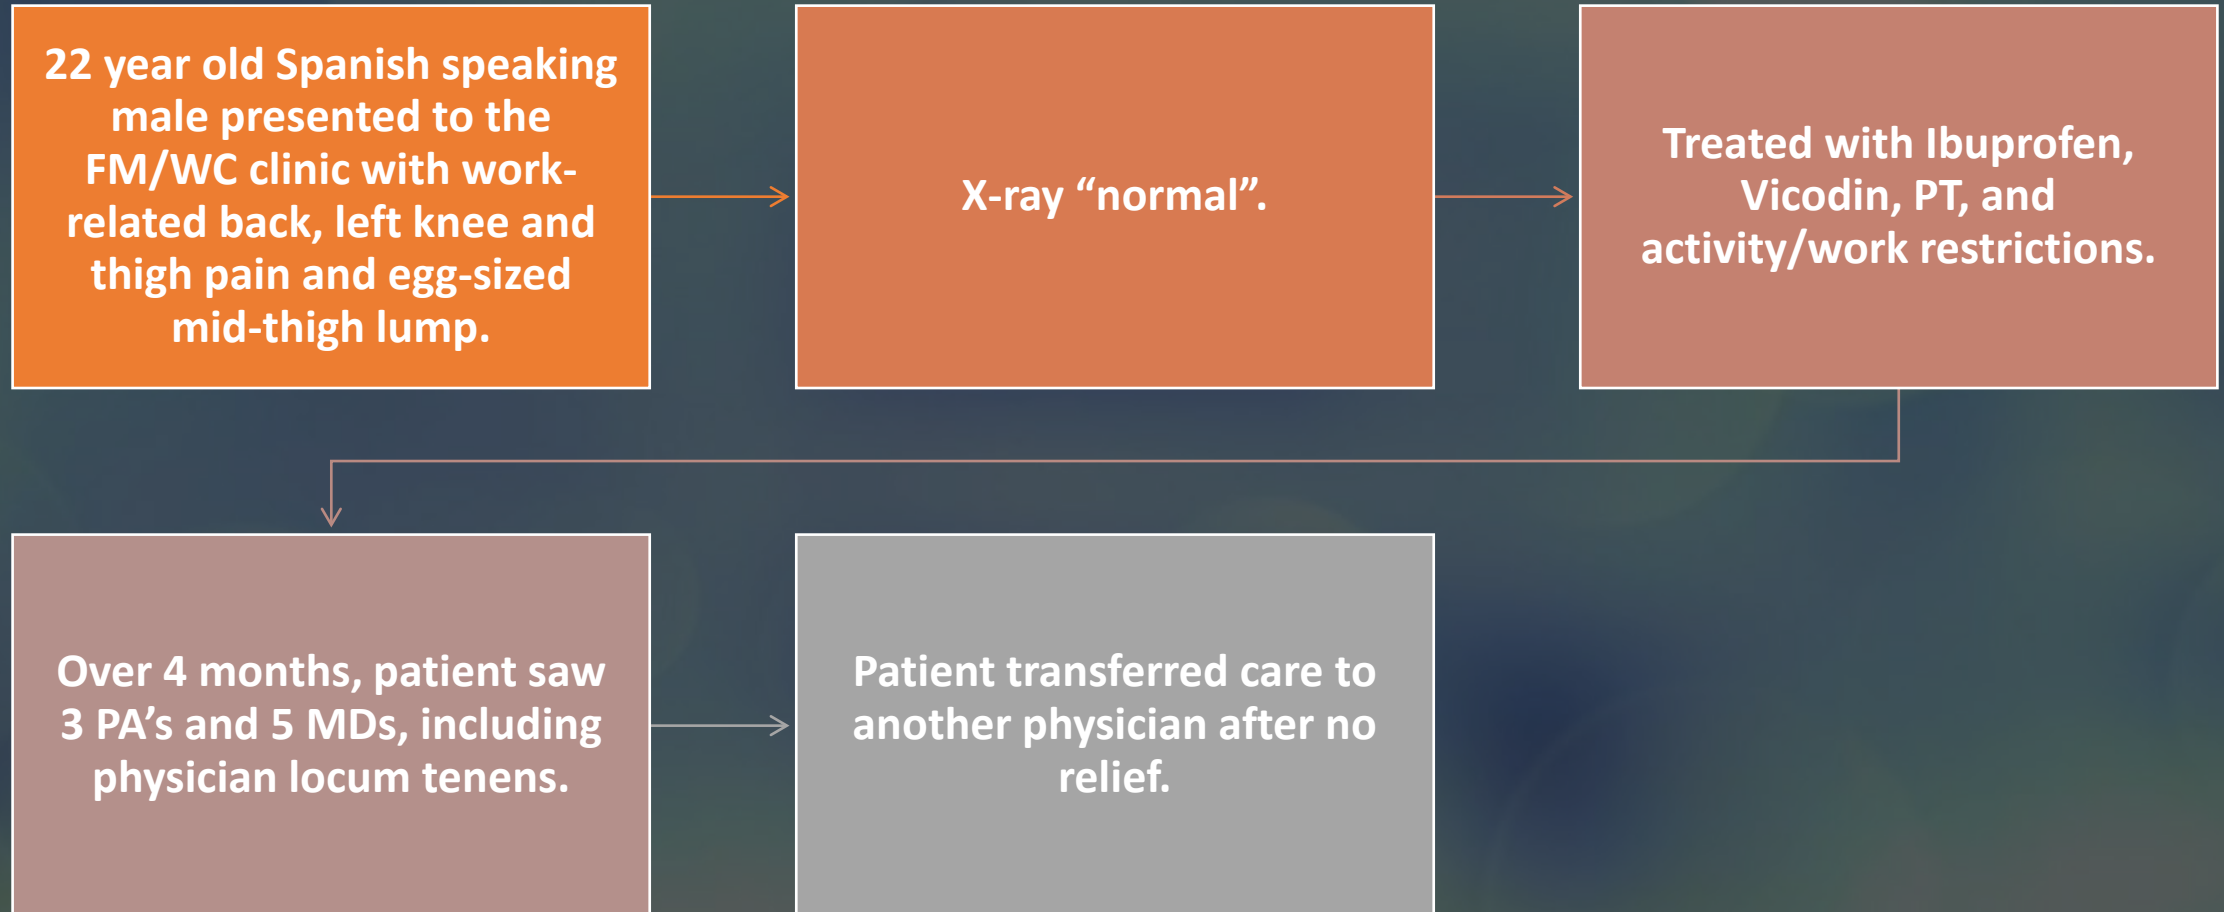 22 year old Spanish speaking
male presented to the
FM/WC clinic with work-
related back, left knee and
thigh pain and egg-sized
mid-thigh lump.
X-ray “normal”.
Treated with Ibuprofen,
Vicodin, PT, and
activity/work restrictions.
Over 4 months, patient saw
3 PA’s and 5 MDs, including
physician locum tenens.
Patient transferred care to
another physician after no
relief.